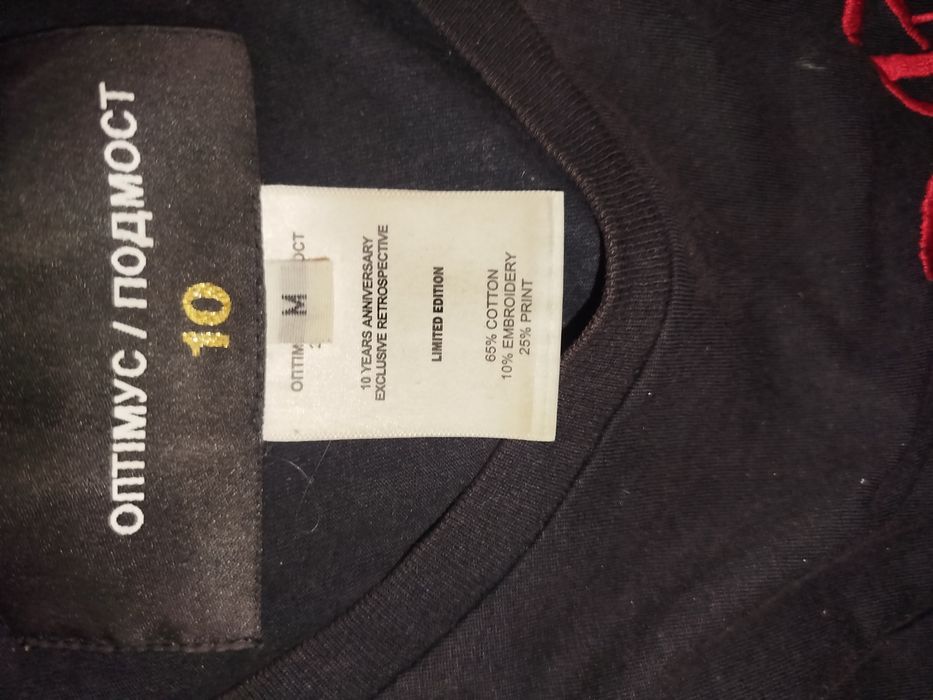 ОПТІМУС / ПОДМОСТ
10
M
10 YEARS ANNIVERSARY
EXCLUSIVE RETROSPECTIVE
LIMITED EDITION
65% COTTON
10% EMBROIDERY
25% PRINT